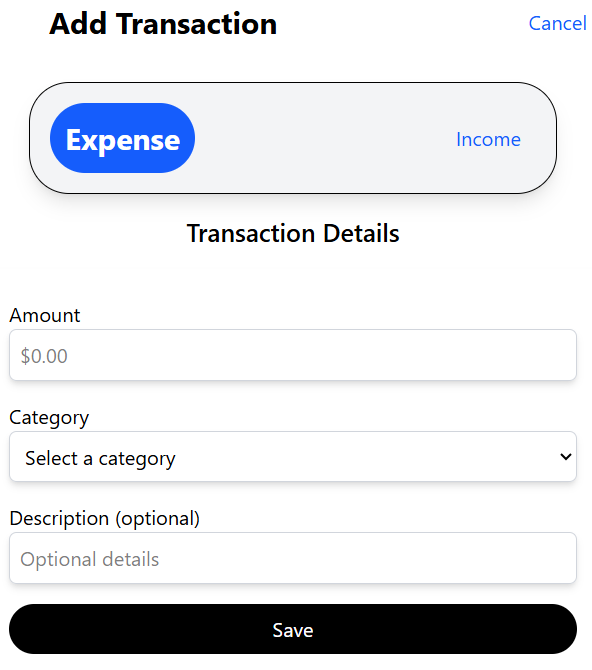 Add Transaction
Cancel
Expense
Income
Transaction Details
Amount
$0.00
Category
Select a category
Description (optional)
Optional details
Save